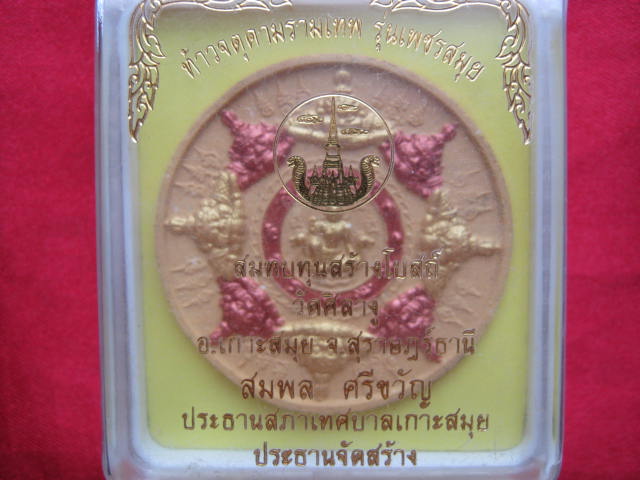 ท้าวจตุคามรามเทพ รุ่นเพชรสมุย
สมทบทุนสร้างโบสถ์
วัดศิลางู
อ.เกาะสมุย จ.สุราษฎร์ธานี
สมพล ศรีขวัญ
ประธานสภาเทศบาลเกาะสมุย
ประธานจัดสร้าง